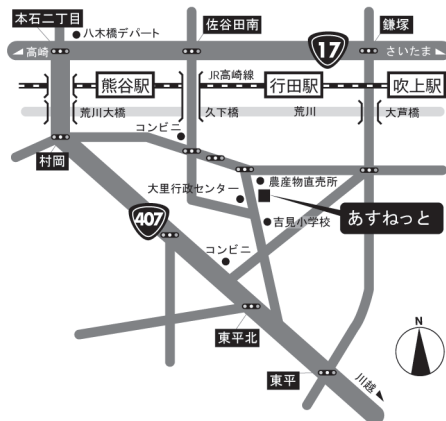 本石二丁目
八木橋デパート
佐谷田南
鎌塚
高崎
17
さいたま
熊谷駅
JR高崎線
行田駅
吹上駅
荒川大橋
久下橋
荒川
大芦橋
コンビニ
村岡
大里行政センター
農産物直売所
あすねっと
吉見小学校
407
コンビニ
東平北
N
東平
川越